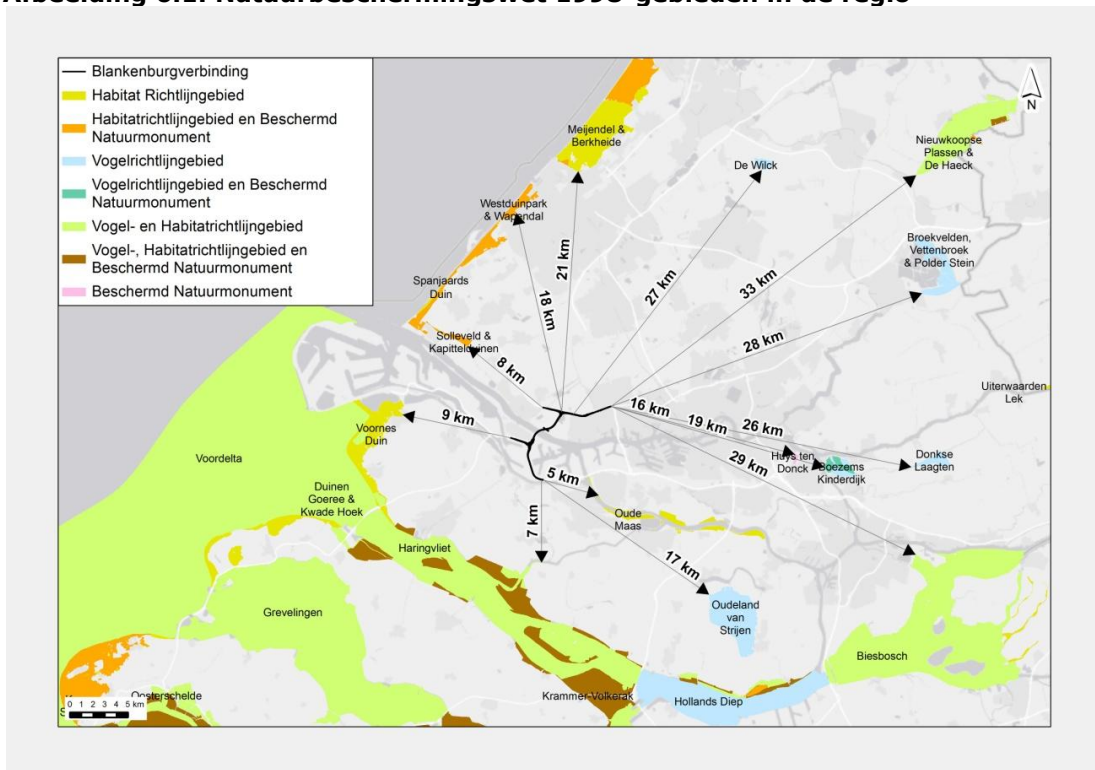 Afbeelding 6.1. Natuurbeschermingswet 1998-gebieden in de regio
Blankenburgverbinding
Habitat Richtlijngebied
Habitatrichtlijngebied en Beschermd
Natuurmonument
Vogelrichtlijngebied
Vogelrichtlijngebied en Beschermd
Natuurmonument
Vogel- en Habitatrichtlijngebied
Vogel-, Habitatrichtlijngebied en
Beschermd Natuurmonument
Beschermd Natuurmonument
N
Meijendel &
Berkheide
De Wilck
Nieuwkoopse
Plassen &
De Haeck
Westduinpark
& Wapendal
Broekvelden,
Vettenbroek
& Polder Stein
Spanjaards
Duin
Solleveld &
Kapittelduinen
21 km
18 km
27 km
33 km
28 km
8 km
Uiterwaarden
Lek
16 km
19 km
26 km
9 km
Voornes
Duin
Voordelta
Huys ten
Donck
Boezems
Kinderdijk
Donkse
Laagten
29 km
5 km
Duinen
Goeree &
Kwade Hoek
Oude
Maas
7 km
Haringvliet
17 km
Grevelingen
Oudeland
van
Strijen
Biesbosch
Oosterschelde
Krammer-Volkerak
Hollands Diep
0 1 2 3 4 5 km